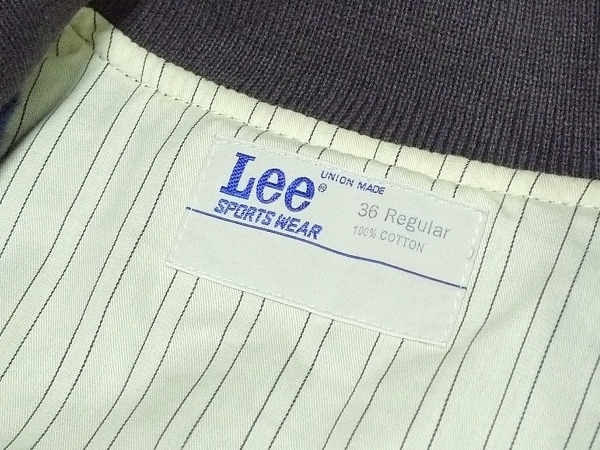 Lee®
UNION MADE
SPORTS WEAR
36 Regular
100% COTTON